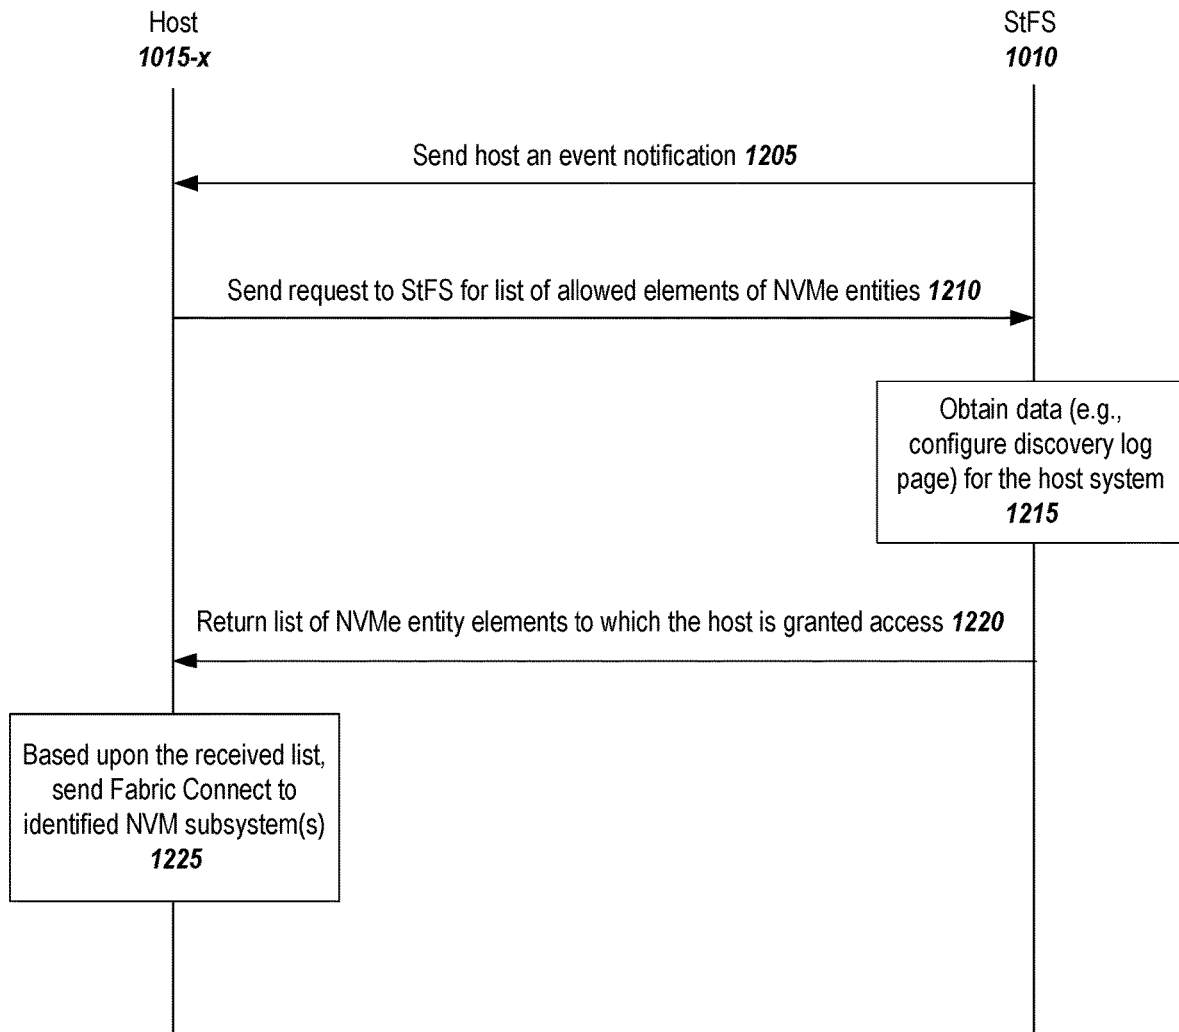 Host
1015-x
StFS
1010
Send host an event notification 1205
Send request to StFS for list of allowed elements of NVMe entities 1210
Obtain data (e.g.,
configure discovery log
page) for the host system
1215
Return list of NVMe entity elements to which the host is granted access 1220
Based upon the received list,
send Fabric Connect to
identified NVM subsystem(s)
1225